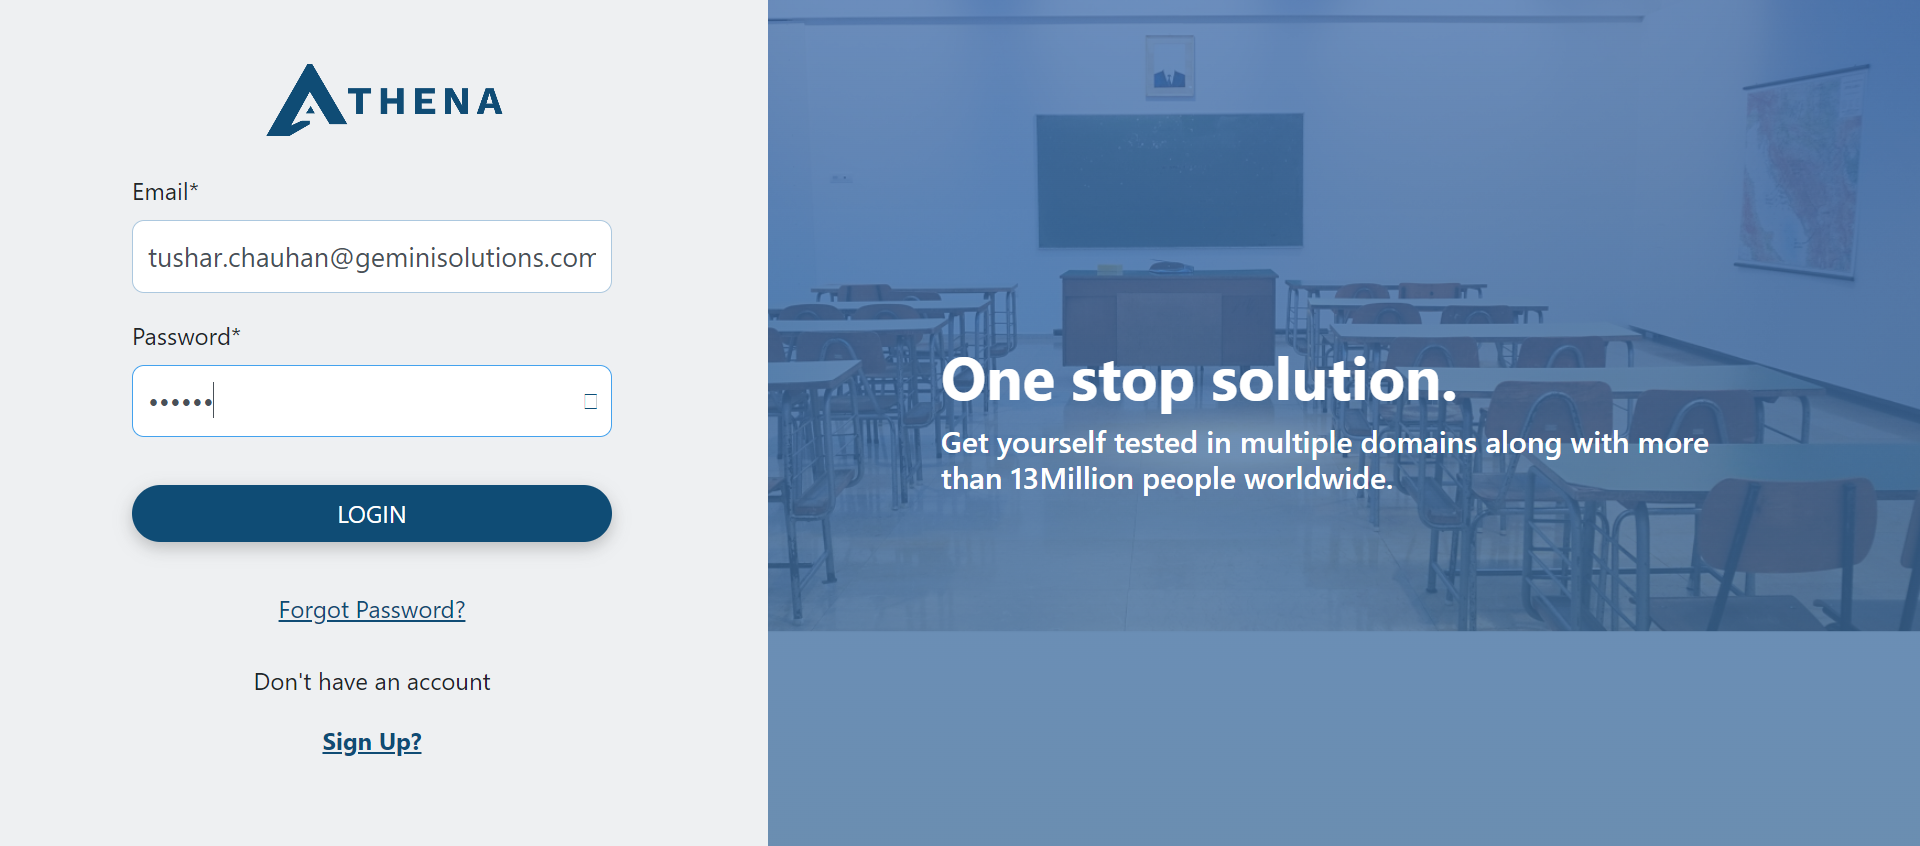 ATHENA
Email*
tushar.chauhan@geminisolutions.com
Password*
••••••
LOGIN
Forgot Password?
Don't have an account
Sign Up?
One stop solution.
Get yourself tested in multiple domains along with more
than 13Million people worldwide.